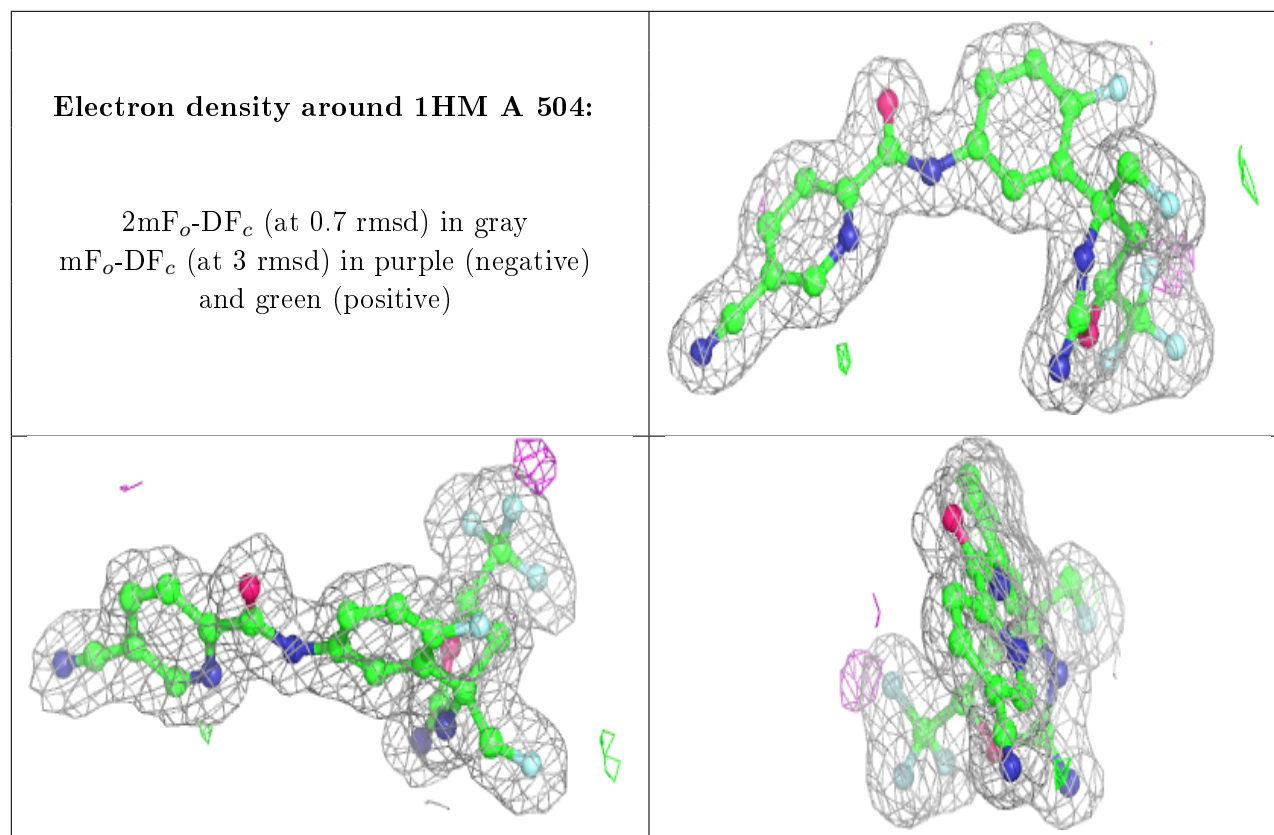 Electron density around 1HM A 504:
2mFₒ-DF𝒸 (at 0.7 rmsd) in gray
mFₒ-DF𝒸 (at 3 rmsd) in purple (negative)
and green (positive)